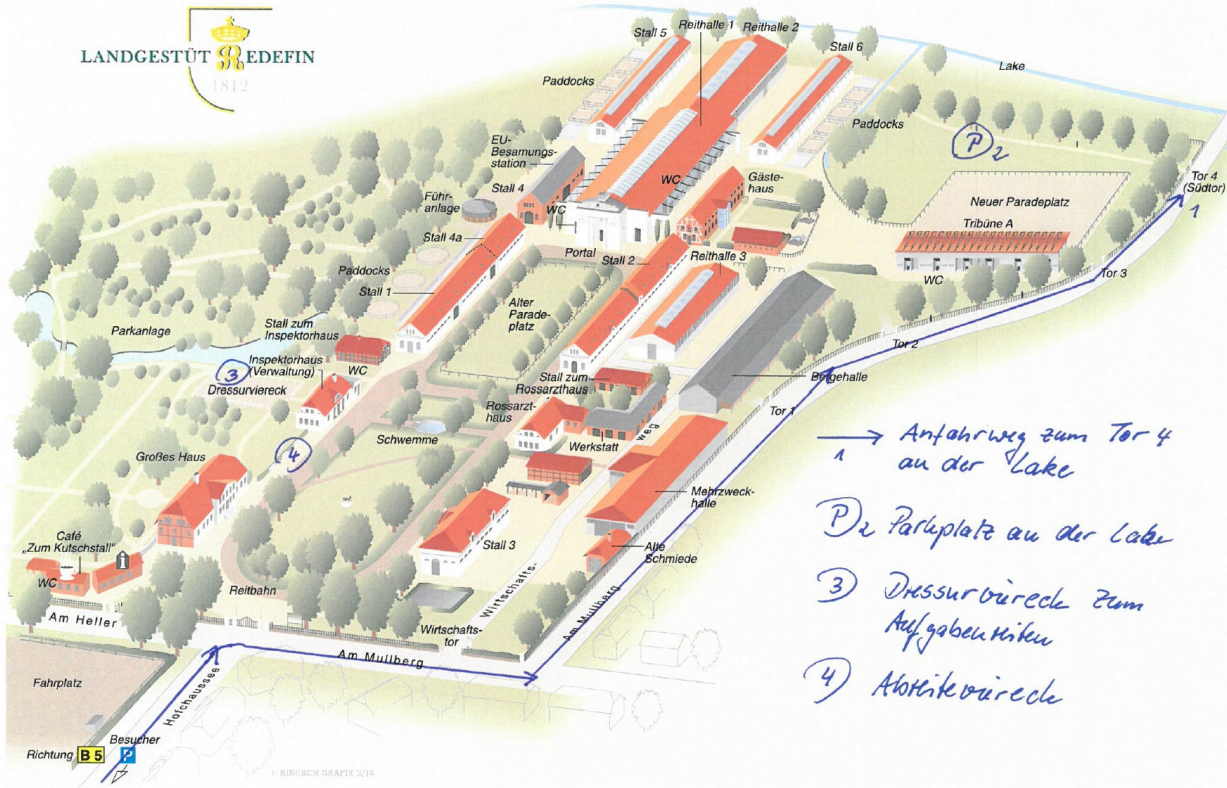 LANDGESTÜT REDEFIN
1812
Stall 5
Reithalle 1
Reithalle 2
Stall 6
Lake
Paddocks
Paddocks
P 2
EU-
Besamungs-
station
Stall 4
WC
WC
Gäste-
haus
Tor 4
(Südtor)
1
Neuer Paradeplatz
Tribüne A
WC
Tor 3
Führ-
anlage
Stall 4a
Portal
Stall 2
Reithalle 3
Paddocks
Stall 1
Alter
Parade-
platz
Parkanlage
Stall zum
Inspektorhaus
Inspektorhaus
(Verwaltung)
WC
3
Dressurviereck
Tor 2
Bergehalle
Stall zum
Rossarzthaus
Rossarzt-
haus
Tor 1
Schwemme
Werkstatt
weg
4
Großes Haus
Mehrzweck-
halle
Café
„Zum Kutschstall“
WC
i
Stall 3
Alte
Schmiede
Reitbahn
Wirtschafts-
Wirtschafts-
tor
Am Mullberg
Am Heller
Am Mullberg
Fahrplatz
Hofchaussee
Besucher
Richtung B 5 P
RINGSEM GRAFIK 3/14
→ Anfahrweg zum Tor 4
1 an der Lake
P 2 Parkplatz an der Lake
3 Dressurviereck zum
Aufgabenreiten
4 Abreiteviereck